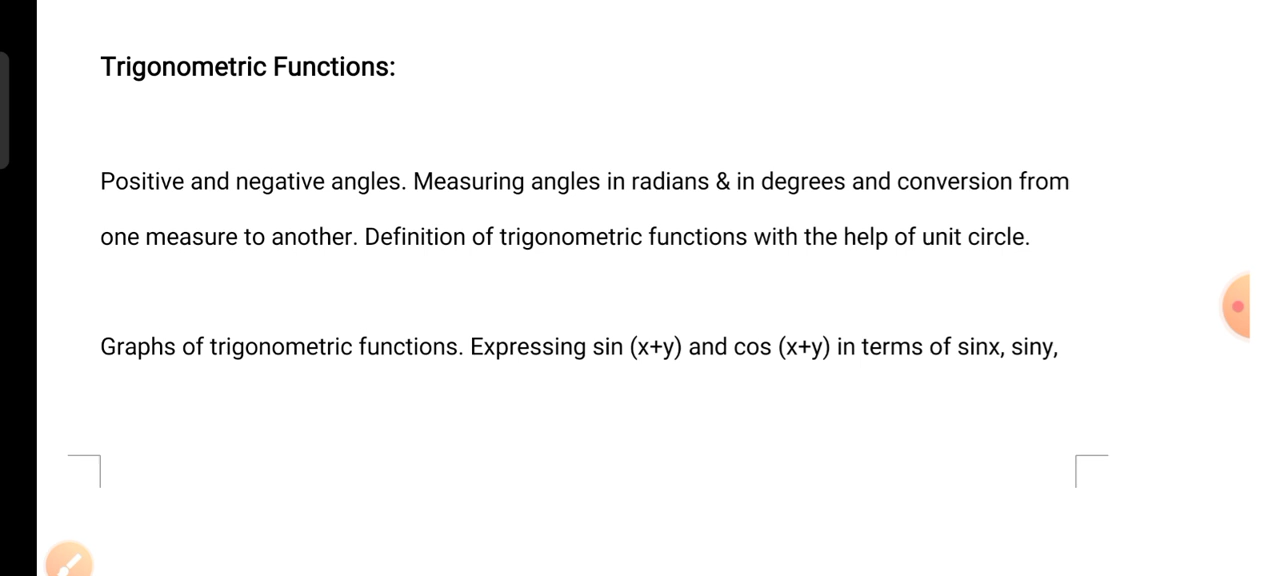 Trigonometric Functions:
Positive and negative angles. Measuring angles in radians & in degrees and conversion from
one measure to another. Definition of trigonometric functions with the help of unit circle.
Graphs of trigonometric functions. Expressing sin (x+y) and cos (x+y) in terms of sinx, siny,